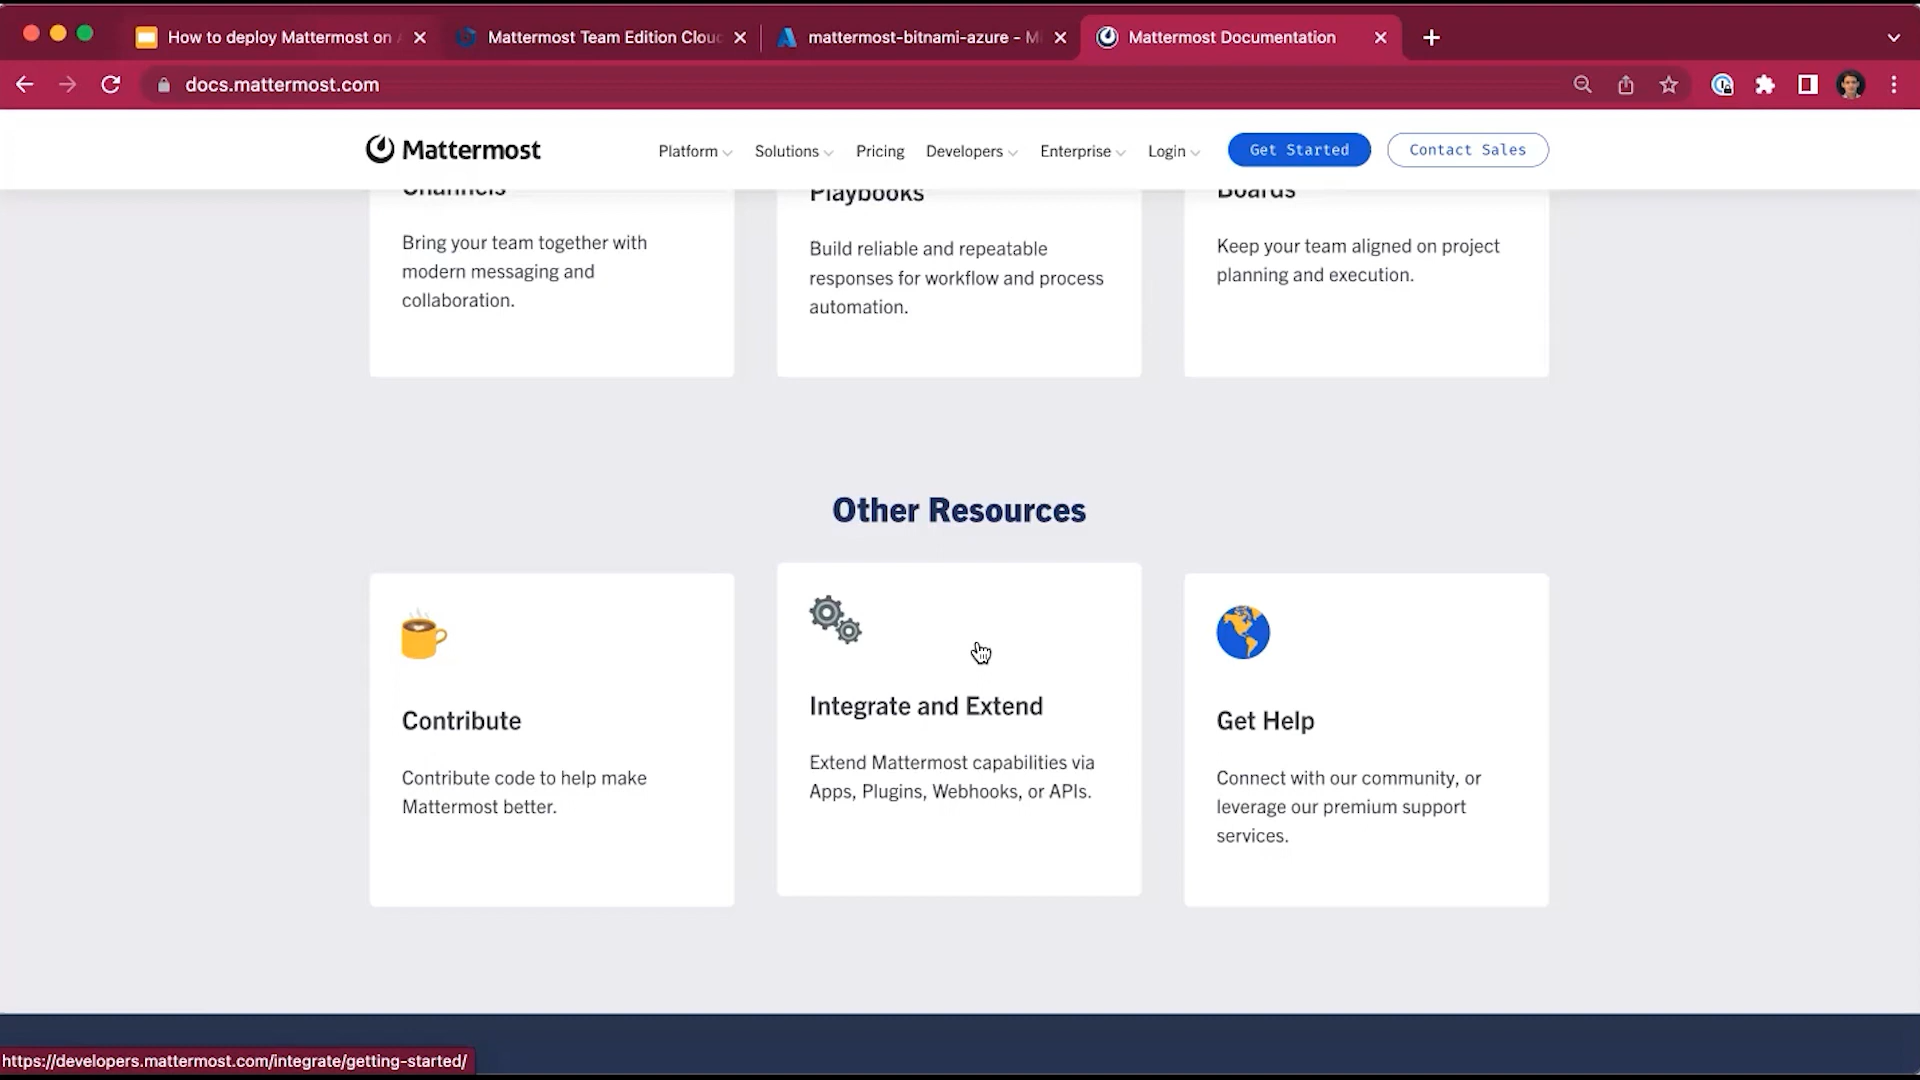 How to deploy Mattermost on
Mattermost Team Edition Clou
mattermost-bitnami-azure - M
Mattermost Documentation
docs.mattermost.com
Mattermost
Platform
Solutions
Pricing
Developers
Enterprise
Login
Get Started
Contact Sales
Channels
Playbooks
Boards
Bring your team together with
modern messaging and
collaboration.
Build reliable and repeatable
responses for workflow and process
automation.
Keep your team aligned on project
planning and execution.
Other Resources
Contribute
Contribute code to help make
Mattermost better.
Integrate and Extend
Extend Mattermost capabilities via
Apps, Plugins, Webhooks, or APIs.
Get Help
Connect with our community, or
leverage our premium support
services.
https://developers.mattermost.com/integrate/getting-started/